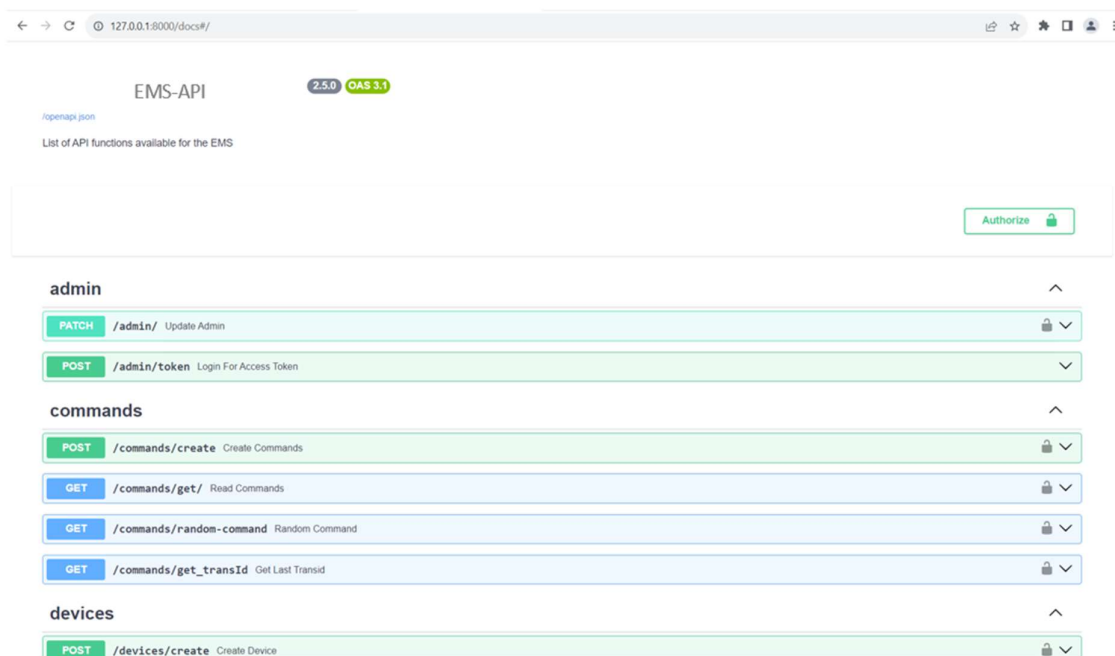 127.0.0.1:8000/docs#/
EMS-API 2.5.0 OAS 3.1
/openapi.json
List of API functions available for the EMS
Authorize
admin
PATCH /admin/ Update Admin
POST /admin/token Login For Access Token
commands
POST /commands/create Create Commands
GET /commands/get/ Read Commands
GET /commands/random-command Random Command
GET /commands/get_transId Get Last Transid
devices
POST /devices/create Create Device